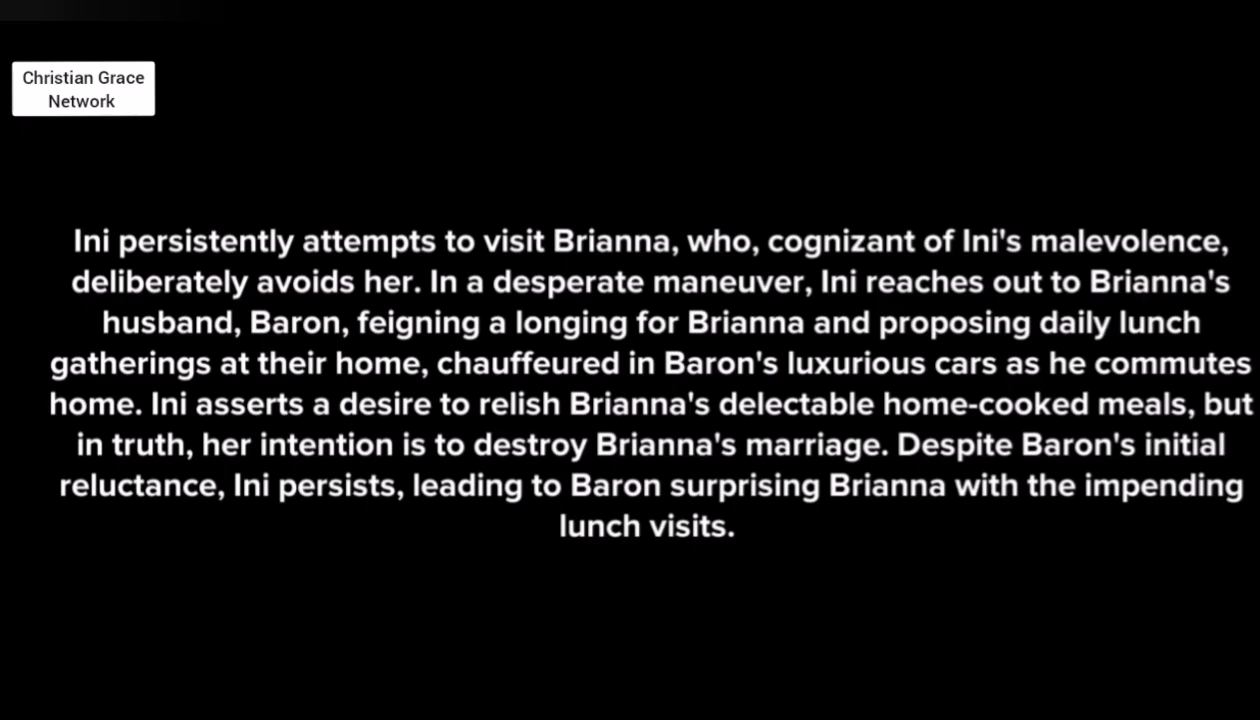 Christian Grace
Network
Ini persistently attempts to visit Brianna, who, cognizant of Ini's malevolence,
deliberately avoids her. In a desperate maneuver, Ini reaches out to Brianna's
husband, Baron, feigning a longing for Brianna and proposing daily lunch
gatherings at their home, chauffeured in Baron's luxurious cars as he commutes
home. Ini asserts a desire to relish Brianna's delectable home-cooked meals, but
in truth, her intention is to destroy Brianna's marriage. Despite Baron's initial
reluctance, Ini persists, leading to Baron surprising Brianna with the impending
lunch visits.